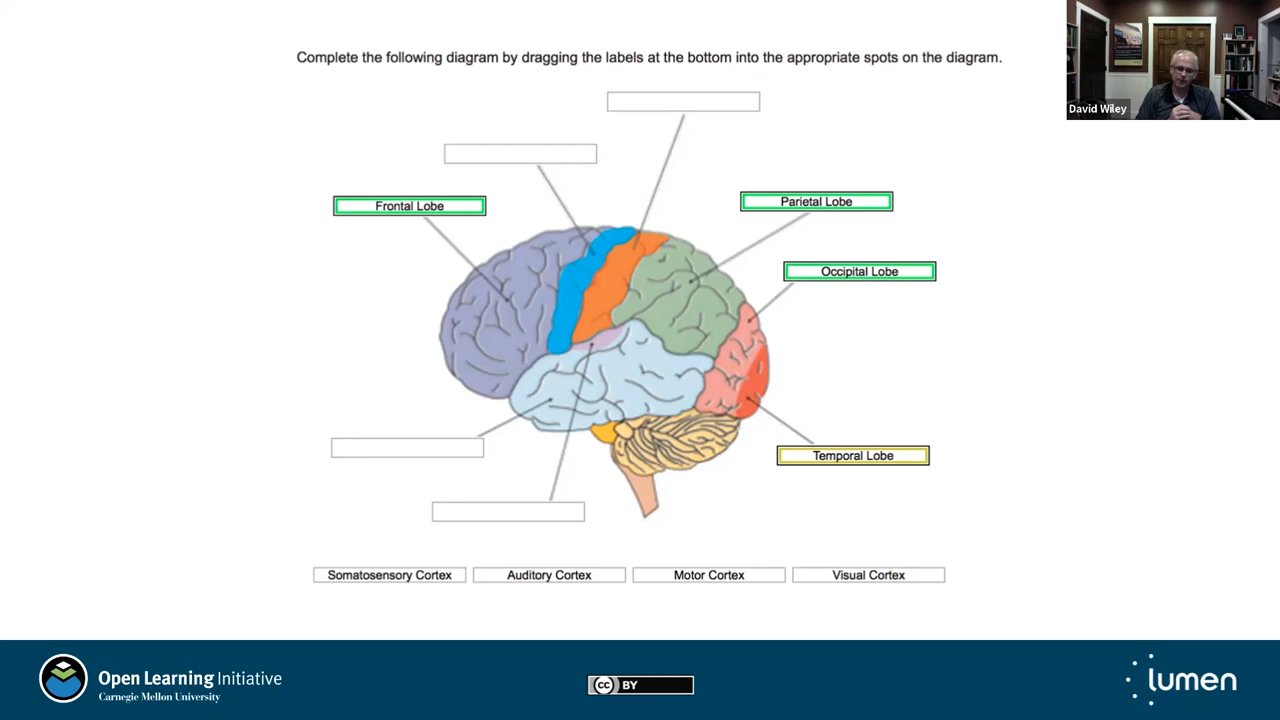 Complete the following diagram by dragging the labels at the bottom into the appropriate spots on the diagram.
David Wiley
Frontal Lobe
Parietal Lobe
Occipital Lobe
Temporal Lobe
Somatosensory Cortex
Auditory Cortex
Motor Cortex
Visual Cortex
Open Learning Initiative
Carnegie Mellon University
cc BY
lumen